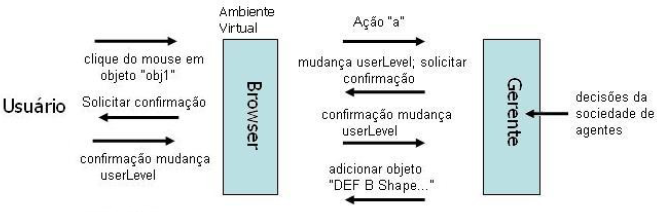 Ambiente
Virtual
Ação "a"
clique do mouse em
objeto "obj1"
mudança userLevel; solicitar
confirmação
Usuário
Solicitar confirmação
Browser
confirmação mudança
userLevel
Gerente
decisões da
sociedade de
agentes
confirmação mudança
userLevel
adicionar objeto
"DEF B Shape..."